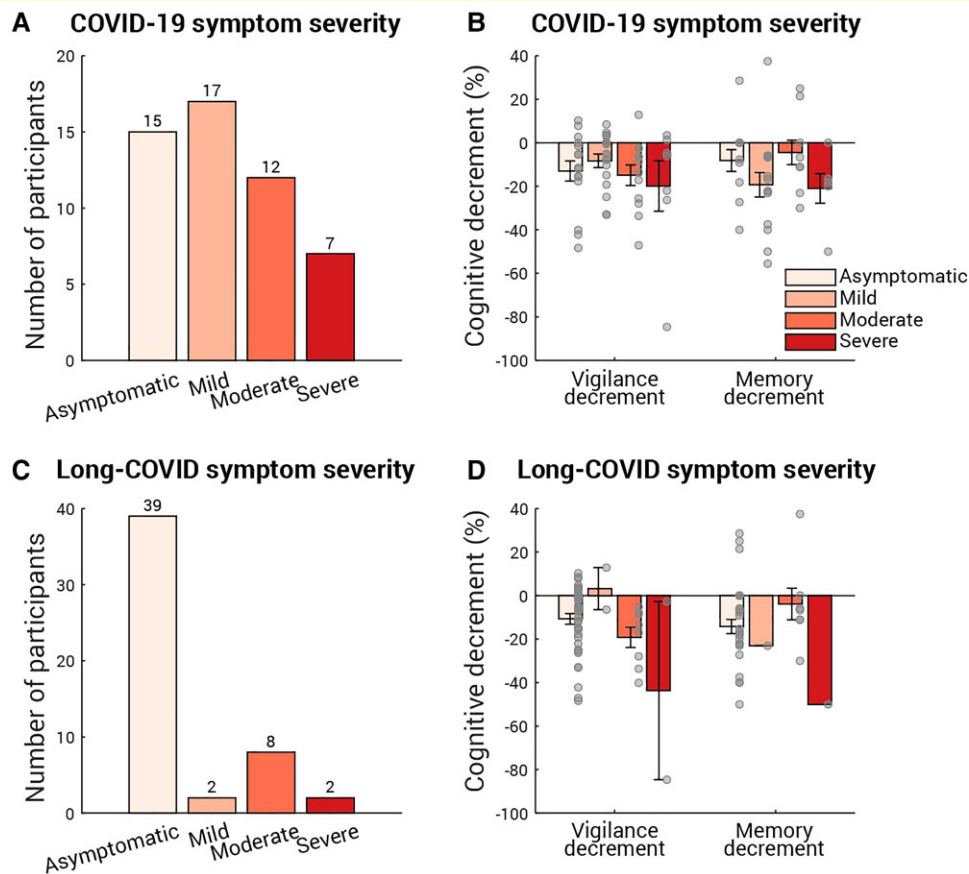 A COVID-19 symptom severity
Number of participants
20
15
10
5
0
15
17
12
7
Asymptomatic
Mild
Moderate
Severe
B COVID-19 symptom severity
Cognitive decrement (%)
40
20
0
-20
-40
-60
-80
-100
Asymptomatic
Mild
Moderate
Severe
Vigilance
decrement
Memory
decrement
C Long-COVID symptom severity
Number of participants
40
30
20
10
0
39
2
8
2
Asymptomatic
Mild
Moderate
Severe
D Long-COVID symptom severity
Cognitive decrement (%)
40
20
0
-20
-40
-60
-80
-100
Vigilance
decrement
Memory
decrement